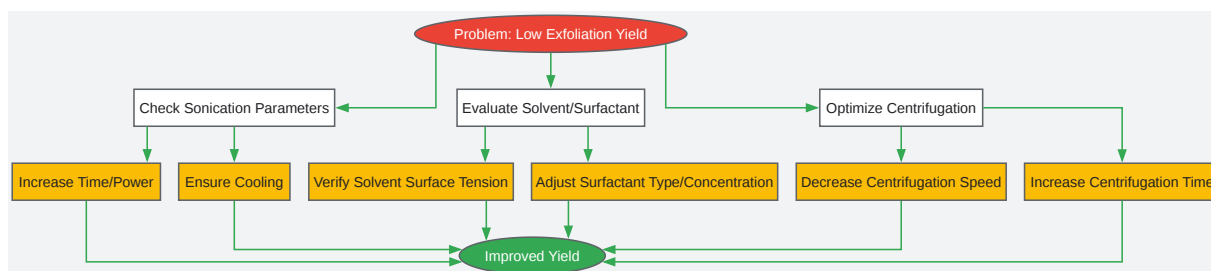 Problem: Low Exfoliation Yield
Check Sonication Parameters
Evaluate Solvent/Surfactant
Optimize Centrifugation
Increase Time/Power
Ensure Cooling
Verify Solvent Surface Tension
Adjust Surfactant Type/Concentration
Decrease Centrifugation Speed
Increase Centrifugation Time
Improved Yield